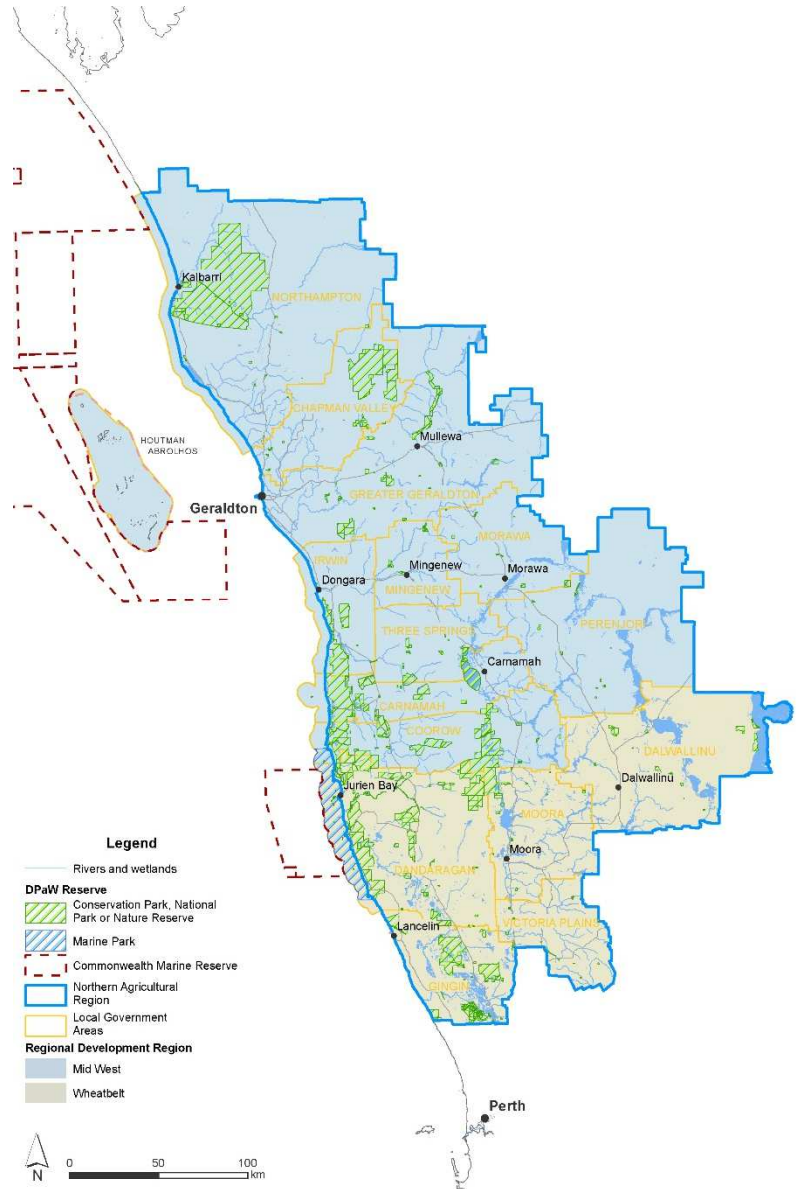 Kalbarri
NORTHAMPTON
CHAPMAN VALLEY
Mullewa
HOUTMAN
ABROLHOS
GREATER GERALDTON
Geraldton
MORAWA
IRWIN
Mingenew
Morawa
Dongara
MINGENEW
PERENJORI
THREE SPRINGS
Carnamah
CARNAMAH
COOROW
DALWALLINU
Jurien Bay
Dalwallinu
MOORA
Moora
DANDARAGAN
VICTORIA PLAINS
Lancelin
GINGIN
Perth
Legend
Rivers and wetlands
DPaW Reserve
Conservation Park, National
Park or Nature Reserve
Marine Park
Commonwealth Marine Reserve
Northern Agricultural
Region
Local Government
Areas
Regional Development Region
Mid West
Wheatbelt
N
0 50 100
km